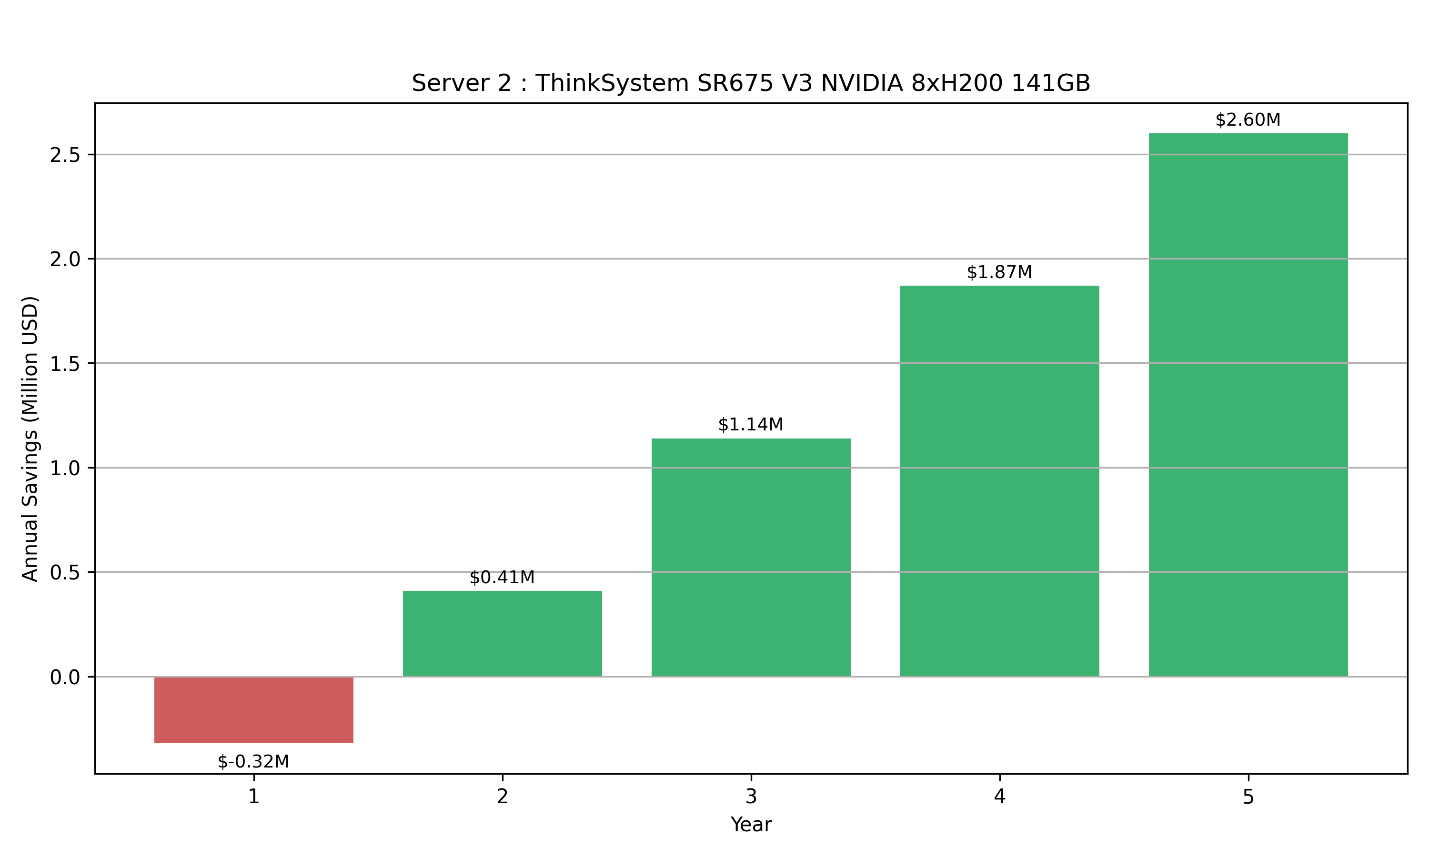 Server 2 : ThinkSystem SR675 V3 NVIDIA 8xH200 141GB
Annual Savings (Million USD)
2.5
2.0
1.5
1.0
0.5
0.0
$-0.32M
$0.41M
$1.14M
$1.87M
$2.60M
1 2 3 4 5
Year